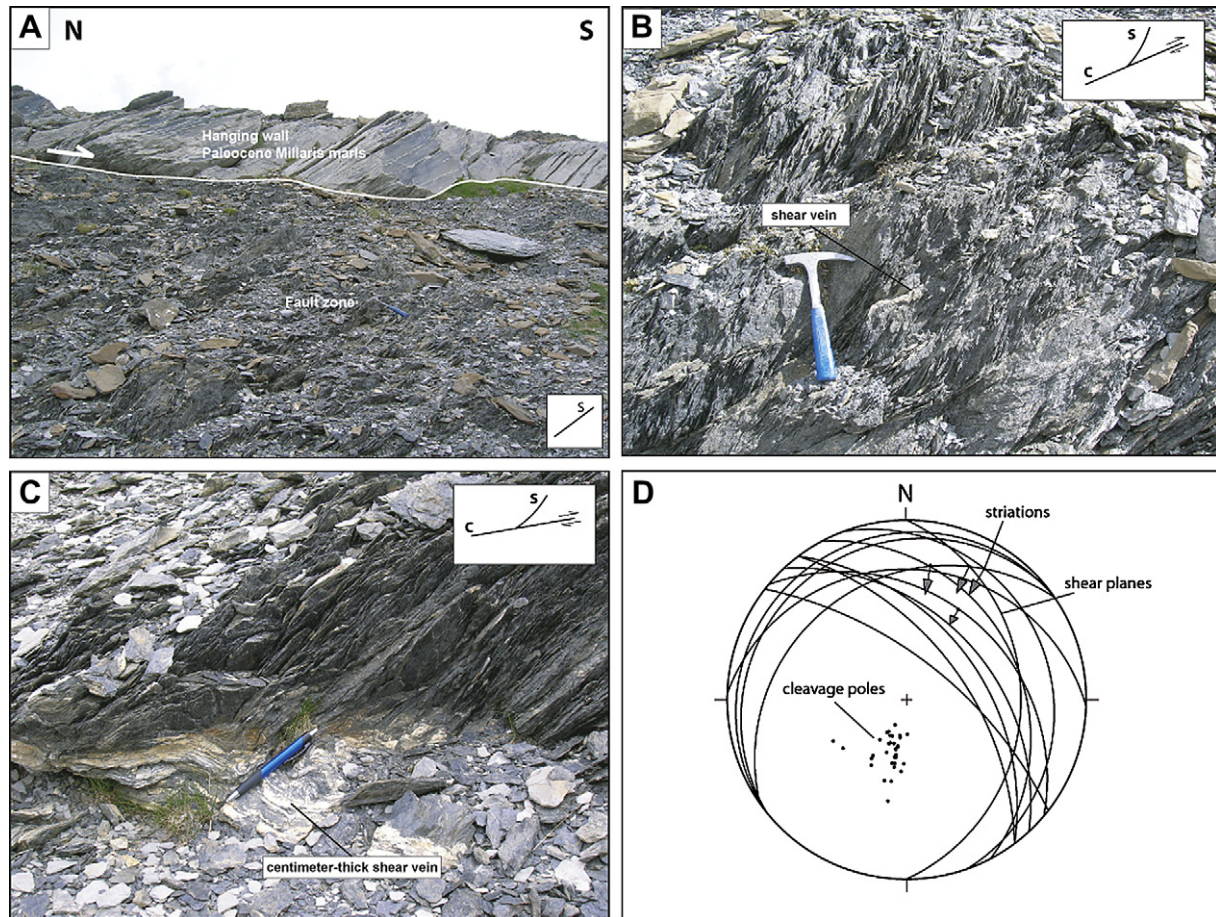 A
N
S
Hanging wall
Paleocene Millaris marls
Fault zone
S
B
S
C
shear vein
C
S
C
centimeter-thick shear vein
D
N
striations
shear planes
cleavage poles